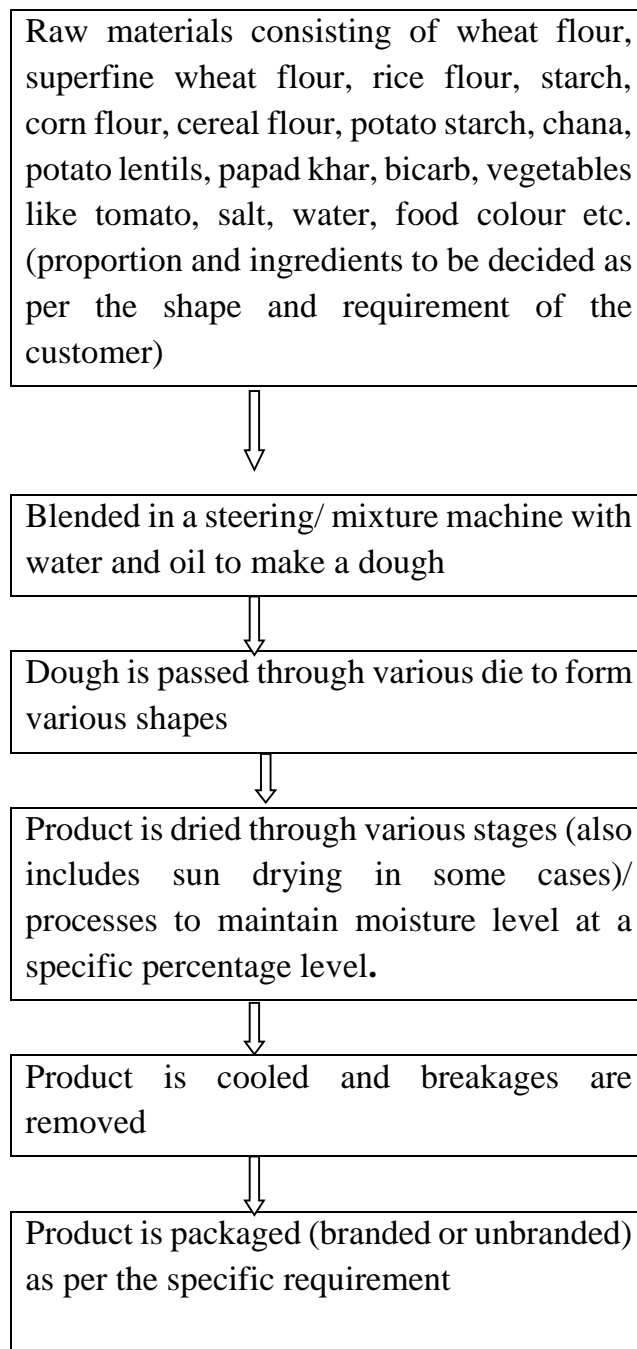 Raw materials consisting of wheat flour,
superfine wheat flour, rice flour, starch,
corn flour, cereal flour, potato starch, chana,
potato lentils, papad khar, bicarb, vegetables
like tomato, salt, water, food colour etc.
(proportion and ingredients to be decided as
per the shape and requirement of the
customer)
Blended in a steering/ mixture machine with
water and oil to make a dough
Dough is passed through various die to form
various shapes
Product is dried through various stages (also
includes sun drying in some cases)/
processes to maintain moisture level at a
specific percentage level.
Product is cooled and breakages are
removed
Product is packaged (branded or unbranded)
as per the specific requirement